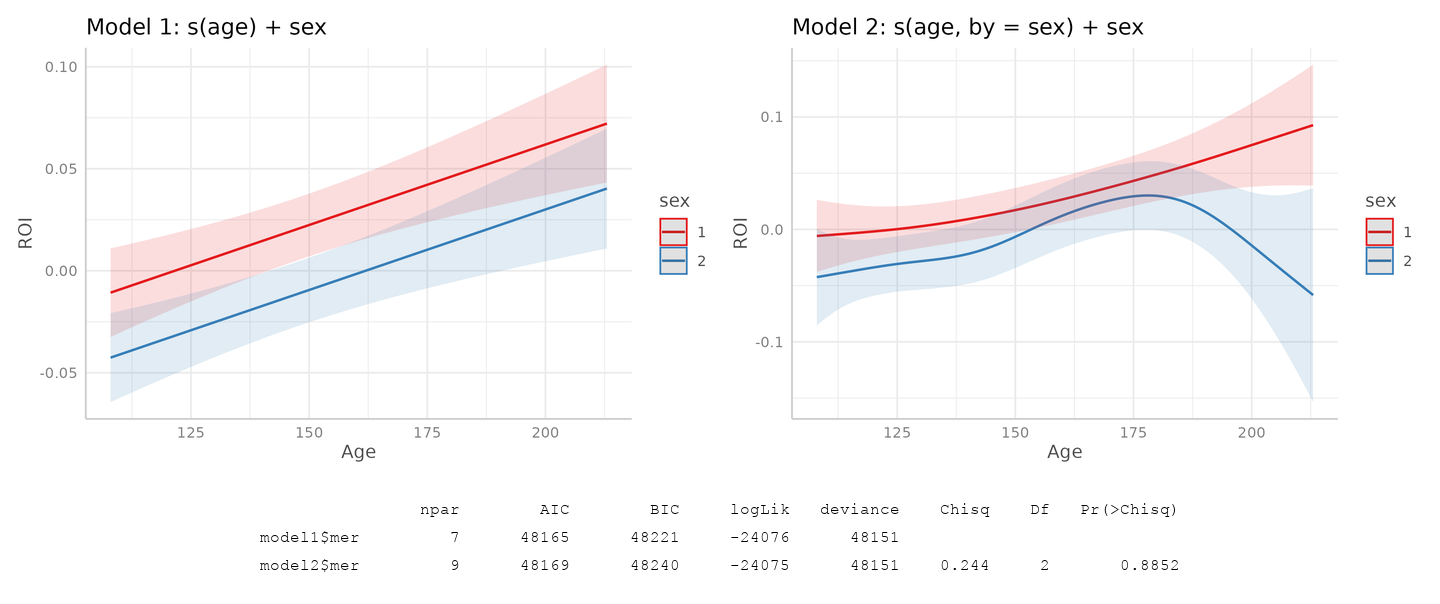 Model 1: s(age) + sex
0.10
0.05
0.00
-0.05
ROI
125 150 175 200
Age
sex
1
2
Model 2: s(age, by = sex) + sex
0.1
0.0
-0.1
ROI
125 150 175 200
Age
sex
1
2
npar AIC BIC logLik deviance Chisq Df Pr(>Chisq)
model1$mer 7 48165 48221 -24076 48151
model2$mer 9 48169 48240 -24075 48151 0.244 2 0.8852